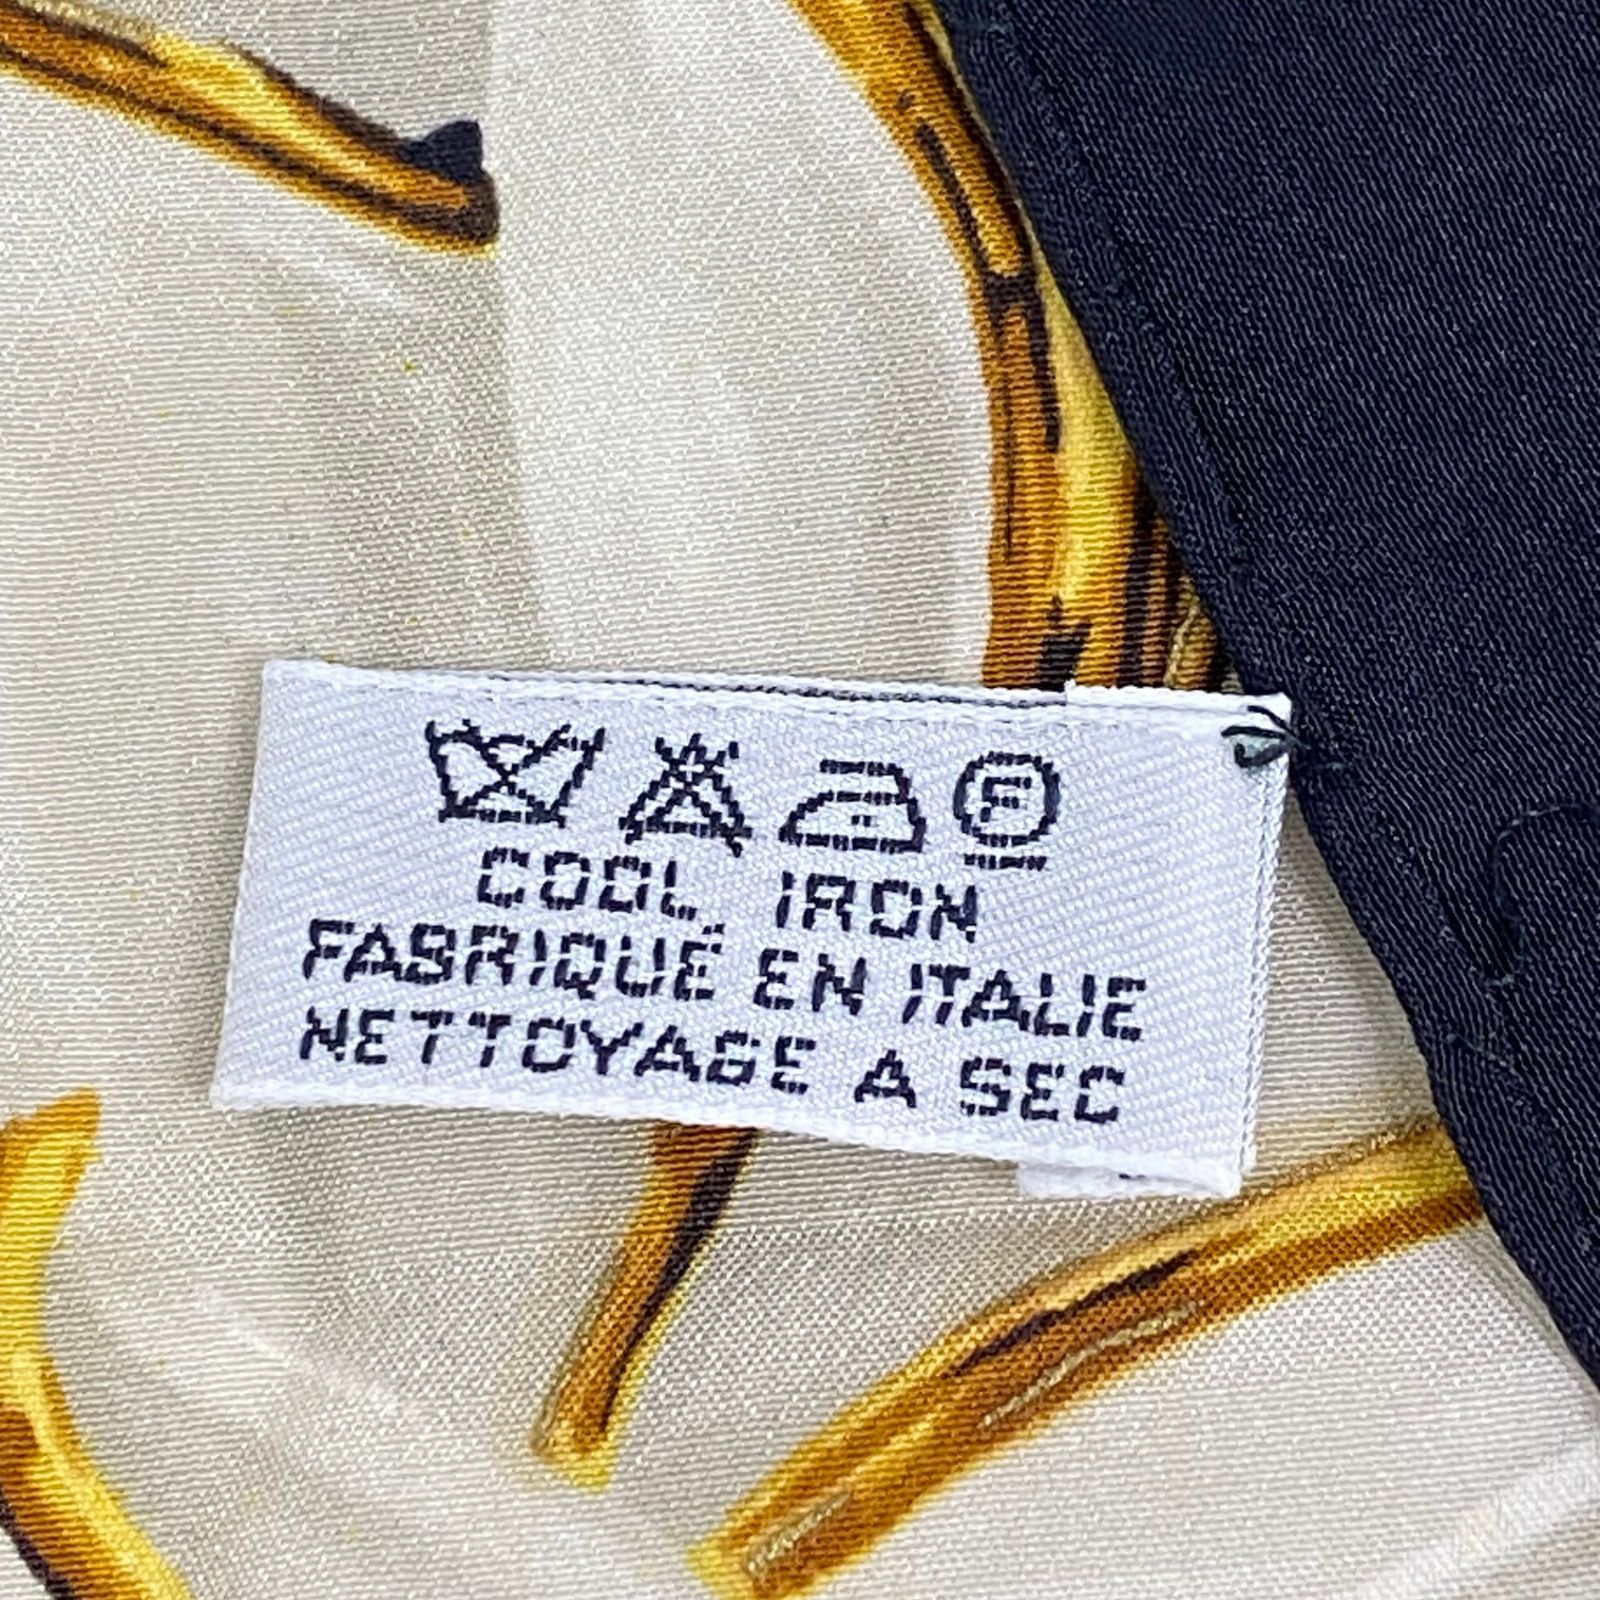 F
COOL IRON
FABRIQUÉ EN ITALIE
NETTOYAGE A SEC